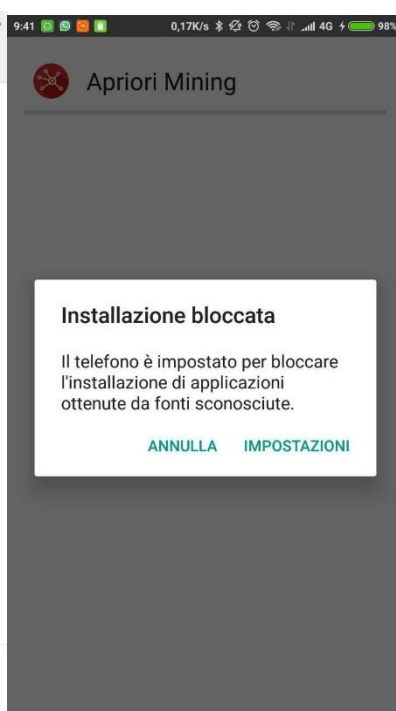 9:41 0,17K/s 4G 98%
Apriori Mining
Installazione bloccata
Il telefono è impostato per bloccare
l'installazione di applicazioni
ottenute da fonti sconosciute.
ANNULLA IMPOSTAZIONI